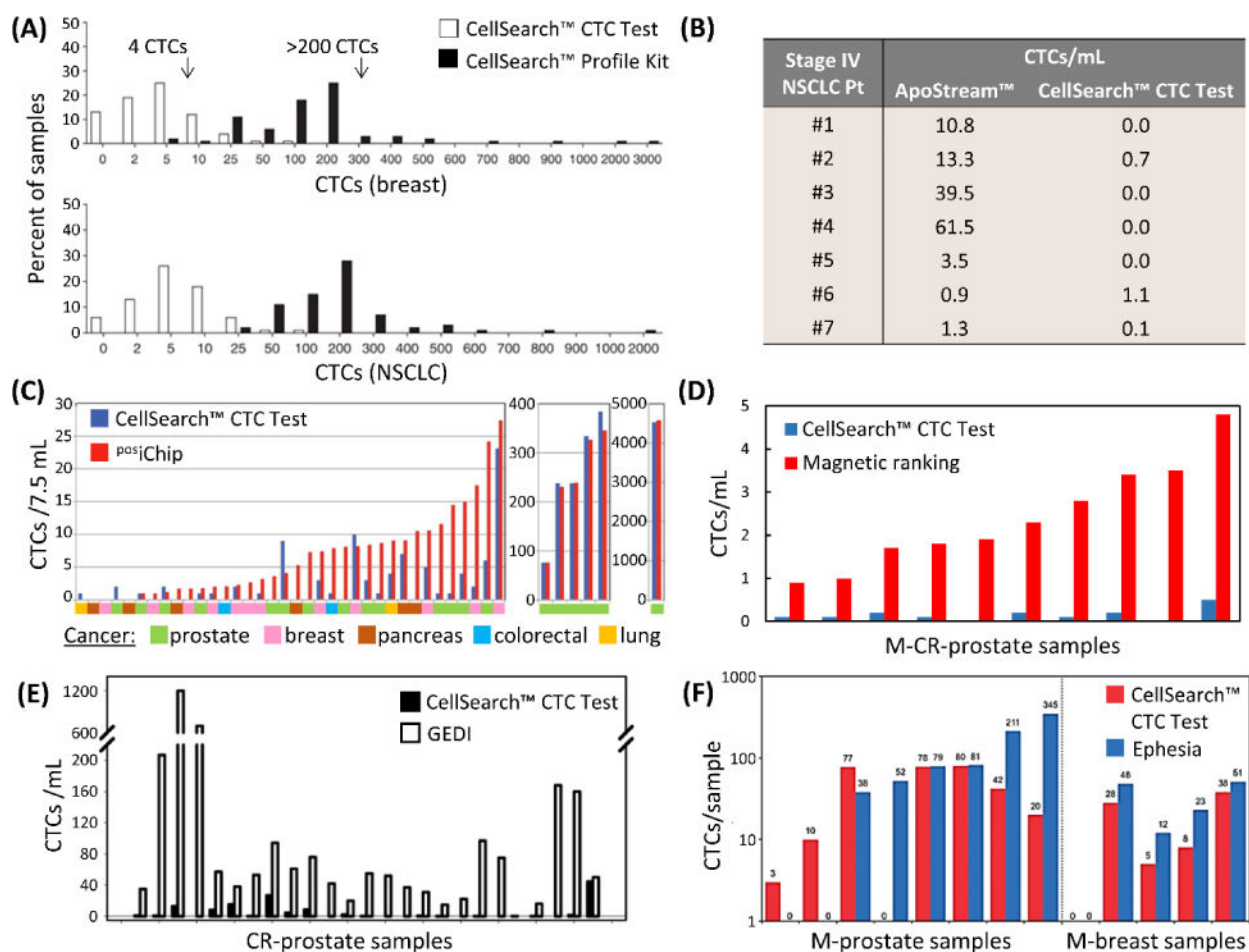 (A)
50
40
30
20
10
0
4 CTCs
>200 CTCs
CellSearch™ CTC Test
CellSearch™ Profile Kit
0 2 5 10 25 50 100 200 300 400 500 600 700 900 1000 2000 3000
CTCs (breast)
Percent of samples
50
40
30
20
10
0
0 2 5 10 25 50 100 200 300 400 500 600 700 900 1000 2000
CTCs (NSCLC)
(B)
Stage IV NSCLC Pt
CTCs/mL
ApoStream™ CellSearch™ CTC Test
#1 10.8 0.0
#2 13.3 0.7
#3 39.5 0.0
#4 61.5 0.0
#5 3.5 0.0
#6 0.9 1.1
#7 1.3 0.1
(C)
CTCs /7.5 mL
30
25
20
15
10
5
0
CellSearch™ CTC Test
posiChip
400
300
200
100
0
5000
4000
3000
2000
1000
0
Cancer: prostate breast pancreas colorectal lung
(D)
CTCs/mL
5
4
3
2
1
0
CellSearch™ CTC Test
Magnetic ranking
M-CR-prostate samples
(E)
CTCs /mL
1200
600
200
160
120
80
40
0
CellSearch™ CTC Test
GEDI
CR-prostate samples
(F)
CTCs/sample
1000
100
10
1
CellSearch™
CTC Test
Ephesia
3 0 10 0 77 38 0 52 78 79 80 81 42 211 20 345
0 0 28 48 5 12 8 23 38 51
M-prostate samples M-breast samples